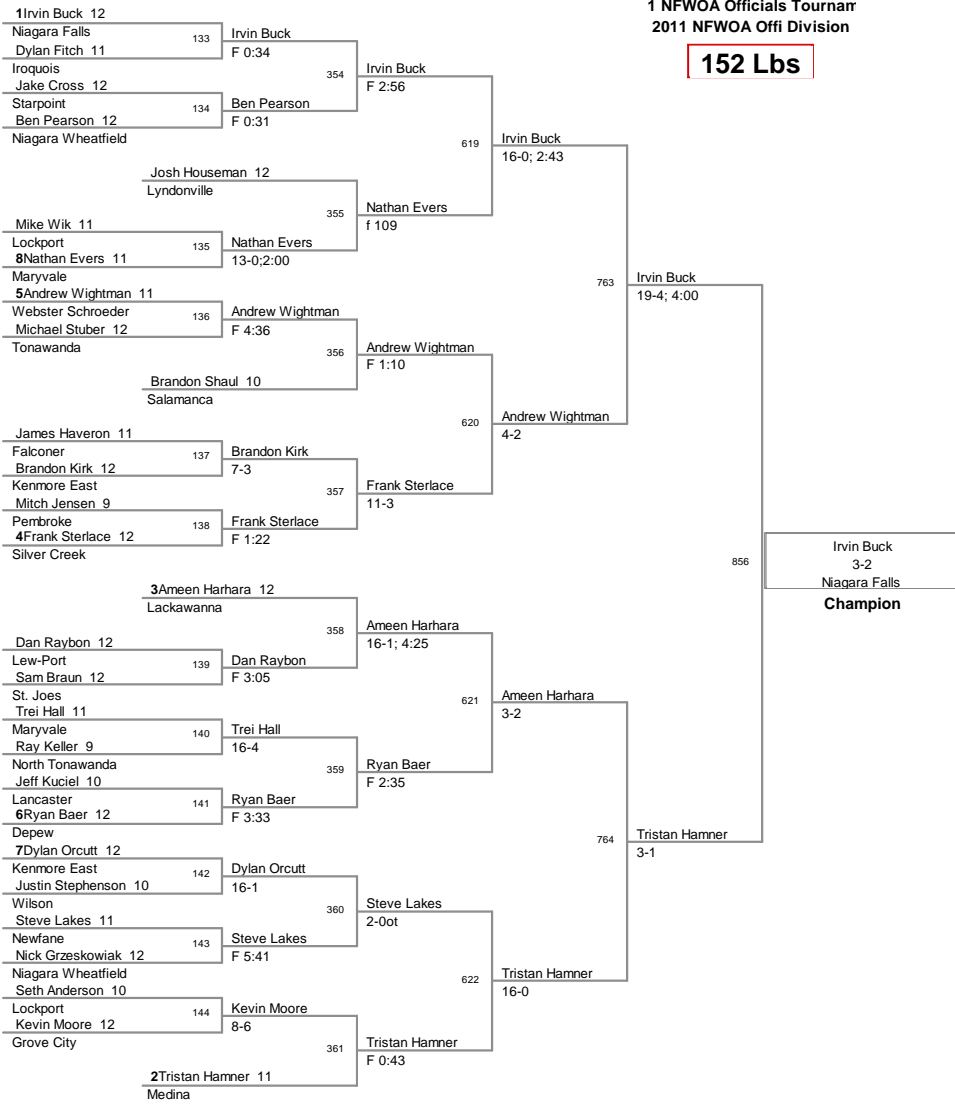 1 NFWOA Officials Tournam
2011 NFWOA Offi Division
152 Lbs
1Irvin Buck 12
Niagara Falls
Dylan Fitch 11
Iroquois
Jake Cross 12
Starpoint
Ben Pearson 12
Niagara Wheatfield
Josh Houseman 12
Lyndonville
Mike Wik 11
Lockport
8Nathan Evers 11
Maryvale
5Andrew Wightman 11
Webster Schroeder
Michael Stuber 12
Tonawanda
Brandon Shaul 10
Salamanca
James Haveron 11
Falconer
Brandon Kirk 12
Kenmore East
Mitch Jensen 9
Pembroke
4Frank Sterlace 12
Silver Creek
3Ameen Harhara 12
Lackawanna
Dan Raybon 12
Lew-Port
Sam Braun 12
St. Joes
Trei Hall 11
Maryvale
Ray Keller 9
North Tonawanda
Jeff Kuciel 10
Lancaster
6Ryan Baer 12
Depew
7Dylan Orcutt 12
Kenmore East
Justin Stephenson 10
Wilson
Steve Lakes 11
Newfane
Nick Grzeskowiak 12
Niagara Wheatfield
Seth Anderson 10
Lockport
Kevin Moore 12
Grove City
2Tristan Hamner 11
Medina
133
Irvin Buck
F 0:34
134
Ben Pearson
F 0:31
135
Nathan Evers
13-0;2:00
136
Andrew Wightman
F 4:36
137
Brandon Kirk
7-3
138
Frank Sterlace
F 1:22
139
Dan Raybon
F 3:05
140
Trei Hall
16-4
141
Ryan Baer
F 3:33
142
Dylan Orcutt
16-1
143
Steve Lakes
F 5:41
144
Kevin Moore
8-6
354
Irvin Buck
F 2:56
355
Nathan Evers
f 109
356
Andrew Wightman
F 1:10
357
Frank Sterlace
11-3
358
Ameen Harhara
16-1; 4:25
359
Ryan Baer
F 2:35
360
Steve Lakes
2-0ot
361
Tristan Hamner
F 0:43
619
Irvin Buck
16-0; 2:43
620
Andrew Wightman
4-2
621
Ameen Harhara
3-2
622
Tristan Hamner
16-0
763
Irvin Buck
19-4; 4:00
764
Tristan Hamner
3-1
856
Irvin Buck
3-2
Niagara Falls
Champion